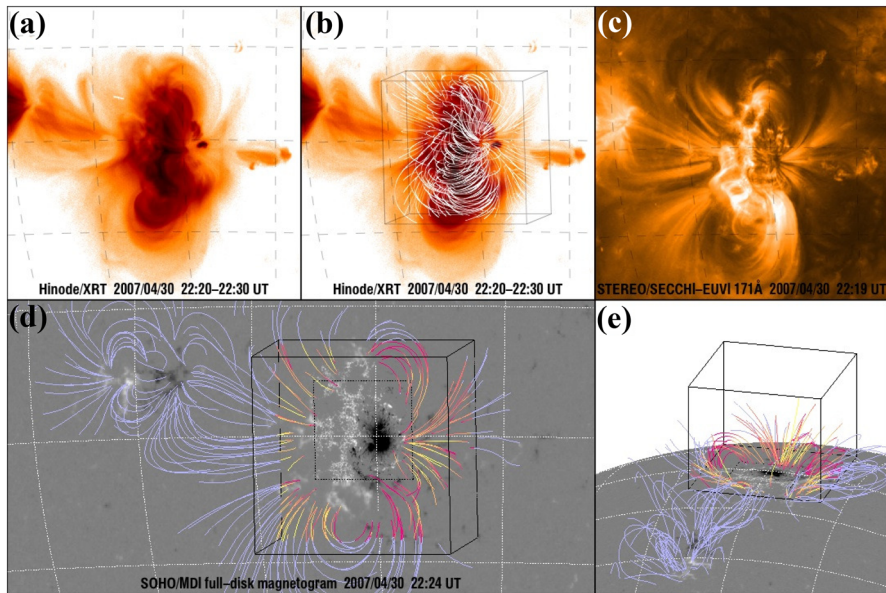 (a)
(b)
(c)
Hinode/XRT 2007/04/30 22:20–22:30 UT
Hinode/XRT 2007/04/30 22:20–22:30 UT
STEREO/SECCHI–EUVI 171Å 2007/04/30 22:19 UT
(d)
(e)
SOHO/MDI full–disk magnetogram 2007/04/30 22:24 UT